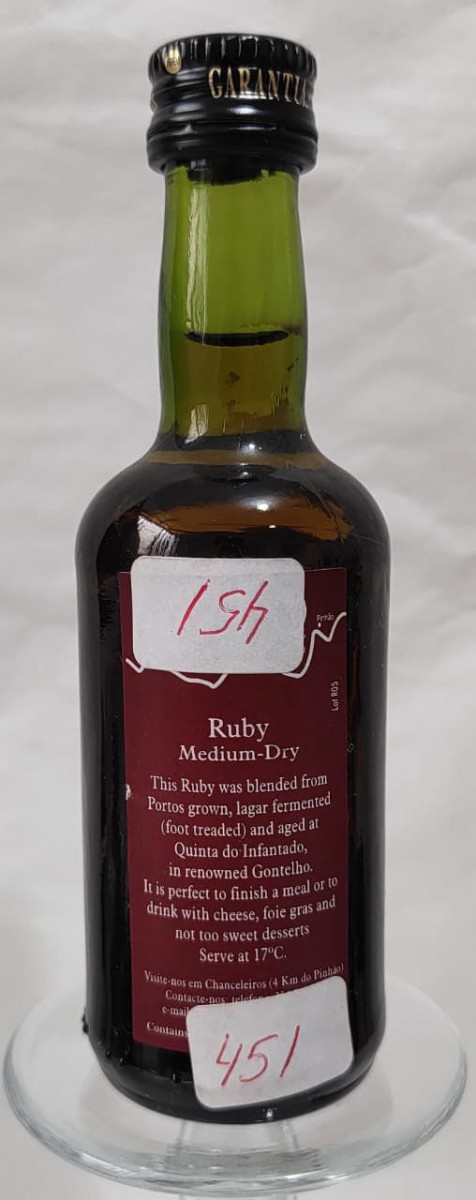 GARANTIA
451
Pinhão
Lot R05
Ruby
Medium-Dry
This Ruby was blended from
Portos grown, lagar fermented
(foot treaded) and aged at
Quinta do Infantado,
in renowned Gontelho.
It is perfect to finish a meal or to
drink with cheese, foie gras and
not too sweet desserts
Serve at 17ºC.
Visite-nos em Chanceleiros (4 Km do Pinhão)
Contacte-nos:
e-mail
Contains
451